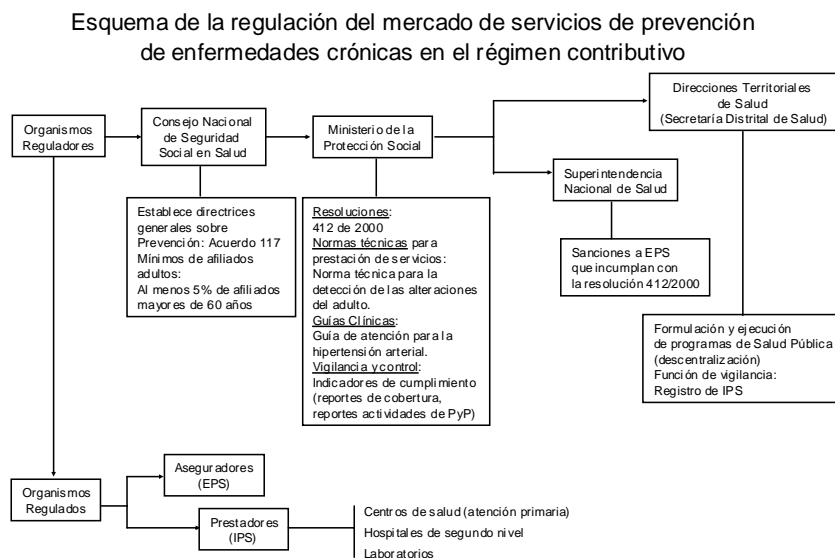 Esquema de la regulación del mercado de servicios de prevención
de enfermedades crónicas en el régimen contributivo
Organismos
Reguladores
Consejo Nacional
de Seguridad
Social en Salud
Ministerio de la
Protección Social
Direcciones Territoriales
de Salud
(Secretaría Distrital de Salud)
Superintendencia
Nacional de Salud
Establece directrices
generales sobre
Prevención: Acuerdo 117
Mínimos de afiliados
adultos:
Al menos 5% de afiliados
mayores de 60 años
Resoluciones:
412 de 2000
Normas técnicas para
prestación de servicios:
Norma técnica para la
detección de las alteraciones
del adulto.
Guías Clínicas:
Guía de atención para la
hipertensión arterial.
Vigilancia y control:
Indicadores de cumplimiento
(reportes de cobertura,
reportes actividades de PyP)
Sanciones a EPS
que incumplan con
la resolución 412/2000
Formulación y ejecución
de programas de Salud Pública
(descentralización)
Función de vigilancia:
Registro de IPS
Organismos
Regulados
Aseguradores
(EPS)
Prestadores
(IPS)
Centros de salud (atención primaria)
Hospitales de segundo nivel
Laboratorios